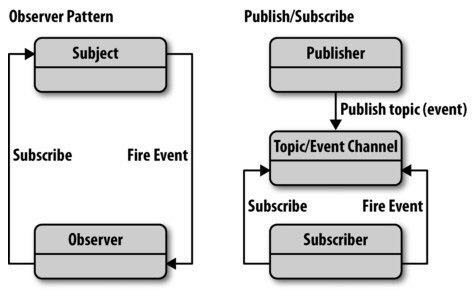 Observer Pattern
Subject
Subscribe
Fire Event
Observer
Publish/Subscribe
Publisher
Publish topic (event)
Topic/Event Channel
Subscribe
Fire Event
Subscriber